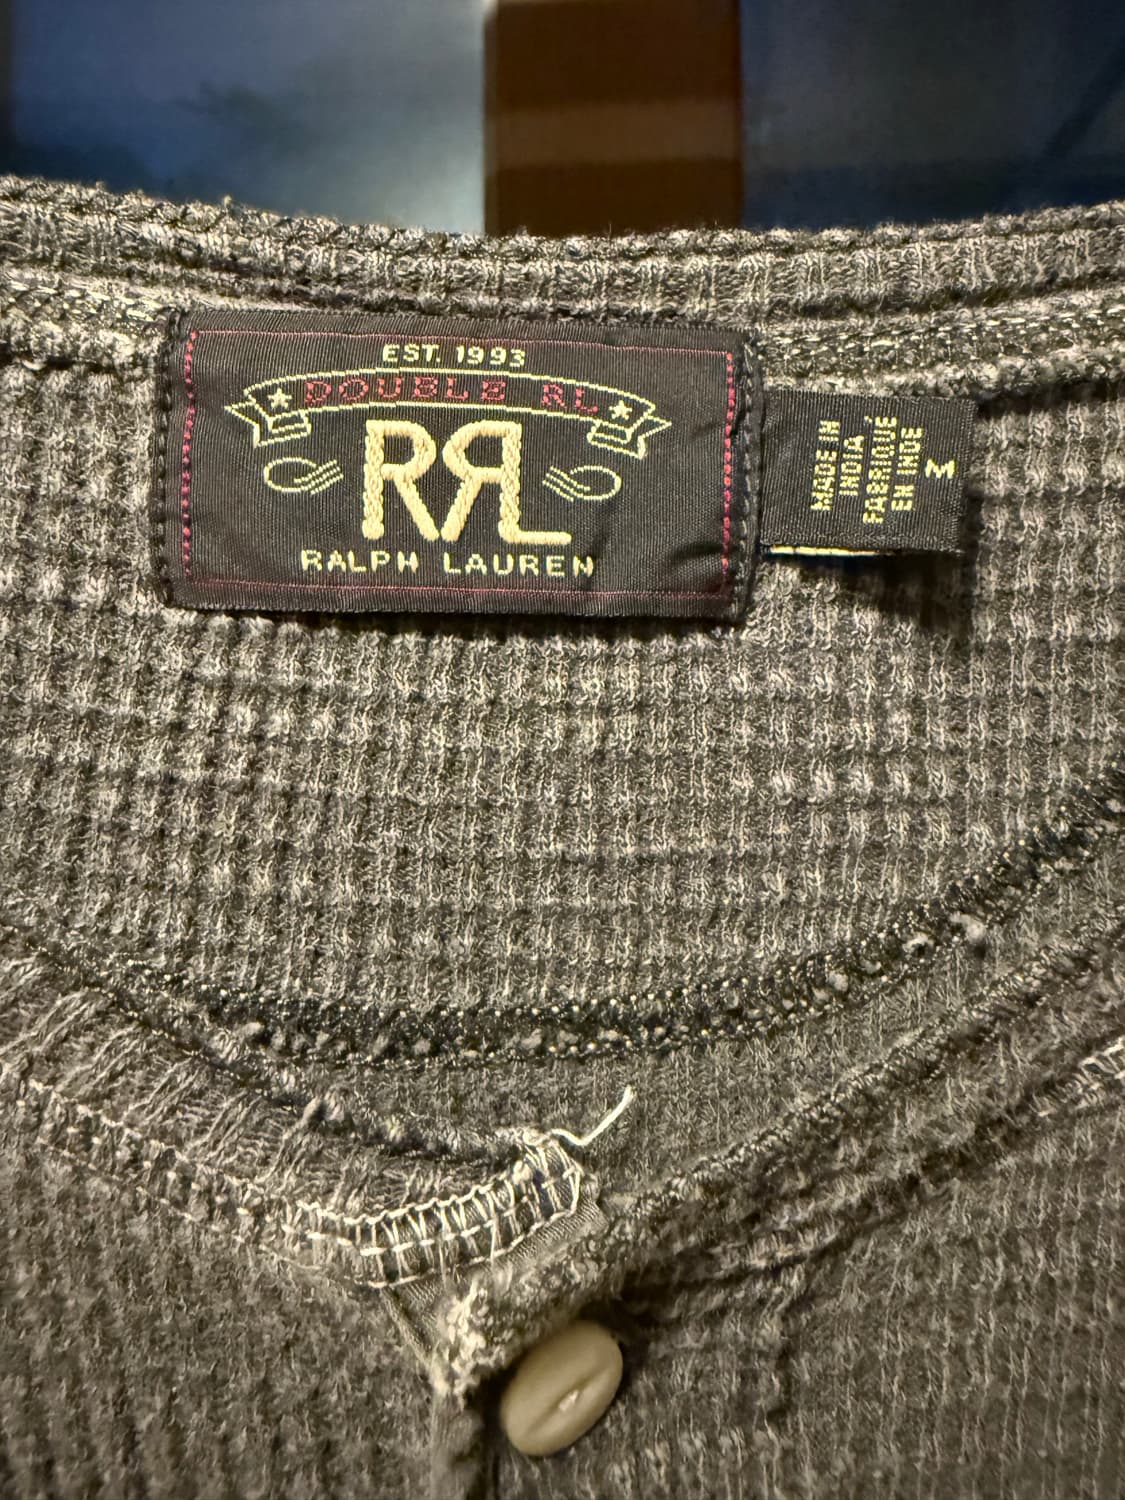 EST. 1993
DOUBLE RL
RRL
RALPH LAUREN
MADE IN
INDIA
FABRIQUÉ
EN INDE
M